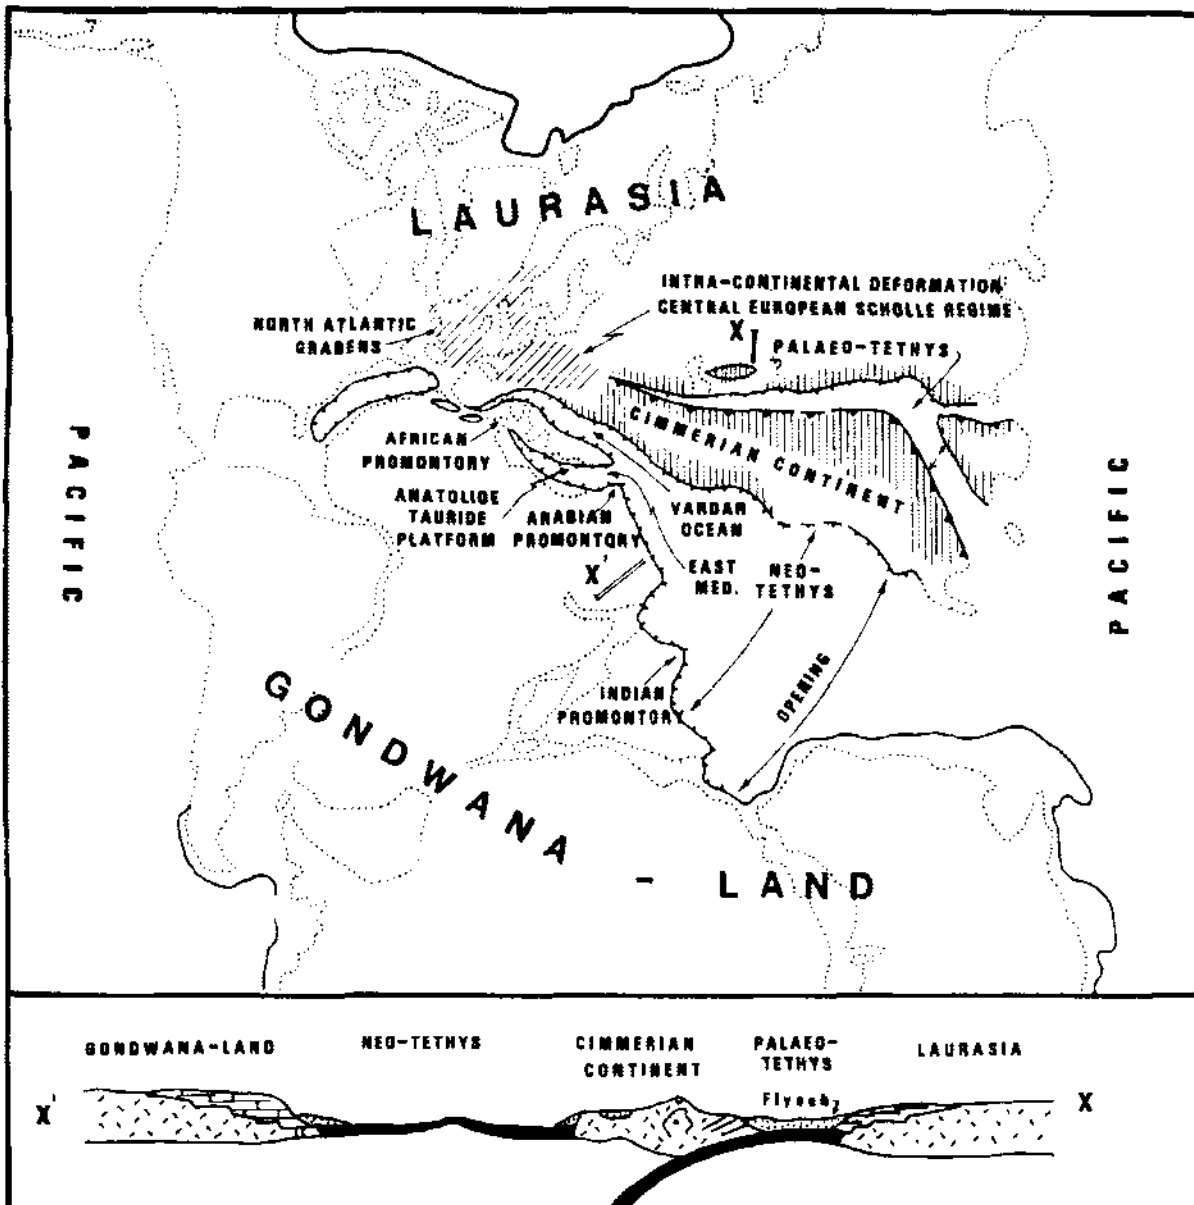 LAURASIA
INTRA-CONTINENTAL DEFORMATION
CENTRAL EUROPEAN SCHOLLE REGIME
NORTH ATLANTIC
GRABENS
X
PALAEO-TETHYS
CIMMERIAN CONTINENT
PACIFIC
AFRICAN
PROMONTORY
ANATOLIDE
TAURIDE
PLATFORM
ARABIAN
PROMONTORY
VARDAR
OCEAN
PACIFIC
X'
EAST
MED.
NEO-
TETHYS
INDIAN
PROMONTORY
OPENING
GONDWANA - LAND
GONDWANA-LAND
NEO-TETHYS
CIMMERIAN
CONTINENT
PALAEO-
TETHYS
LAURASIA
Flysch
X'
X